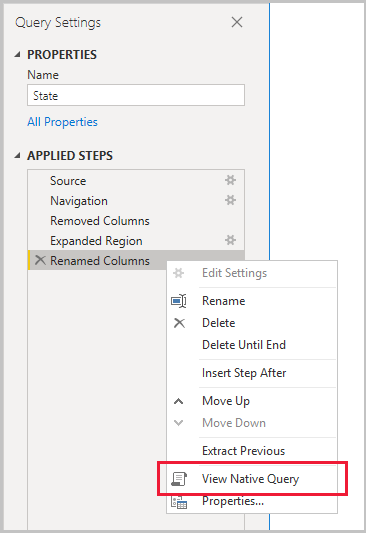 Query Settings
PROPERTIES
Name
State
All Properties
APPLIED STEPS
Source
Navigation
Removed Columns
Expanded Region
Renamed Columns
Edit Settings
Rename
Delete
Delete Until End
Insert Step After
Move Up
Move Down
Extract Previous
View Native Query
Properties...